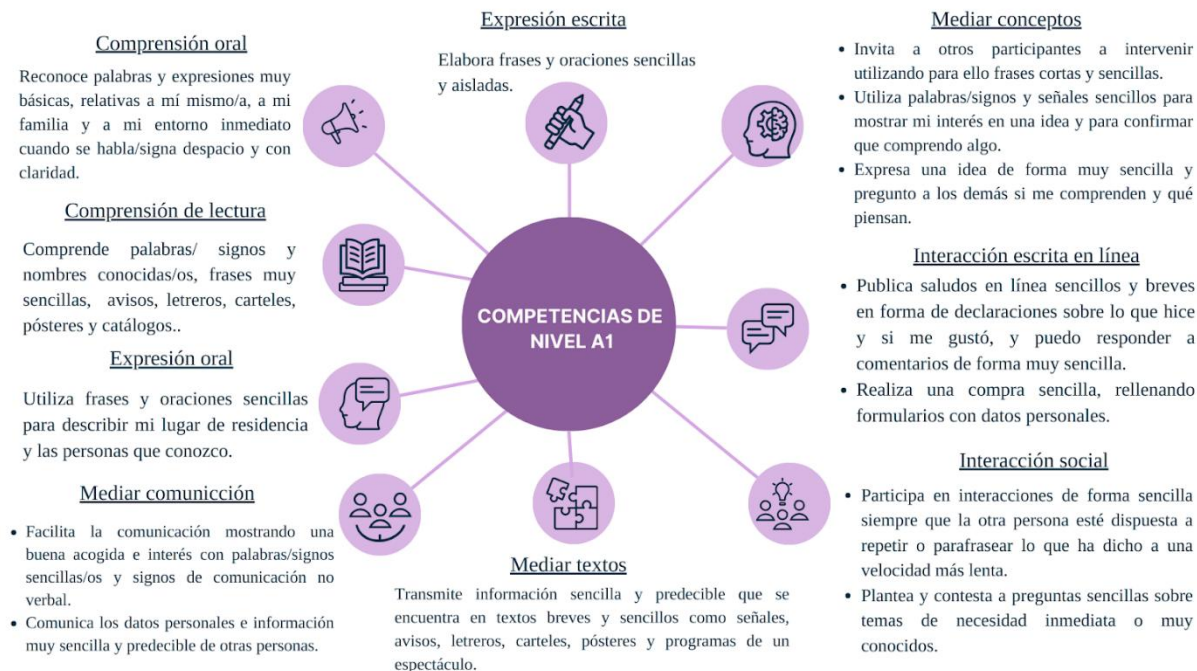 Comprensión oral
Reconoce palabras y expresiones muy
básicas, relativas a mí mismo/a, a mi
familia y a mi entorno inmediato
cuando se habla/signa despacio y con
claridad.
Comprensión de lectura
Comprende palabras/ signos y
nombres conocidas/os, frases muy
sencillas, avisos, letreros, carteles,
pósteres y catálogos..
Expresión oral
Utiliza frases y oraciones sencillas
para describir mi lugar de residencia
y las personas que conozco.
Mediar comunicción
• Facilita la comunicación mostrando una
buena acogida e interés con palabras/signos
sencillas/os y signos de comunicación no
verbal.
• Comunica los datos personales e información
muy sencilla y predecible de otras personas.
Expresión escrita
Elabora frases y oraciones sencillas
y aisladas.
COMPETENCIAS DE
NIVEL A1
Mediar textos
Transmite información sencilla y predecible que se
encuentra en textos breves y sencillos como señales,
avisos, letreros, carteles, pósteres y programas de un
espectáculo.
Mediar conceptos
• Invita a otros participantes a intervenir
utilizando para ello frases cortas y sencillas.
• Utiliza palabras/signos y señales sencillos para
mostrar mi interés en una idea y para confirmar
que comprendo algo.
• Expresa una idea de forma muy sencilla y
pregunto a los demás si me comprenden y qué
piensan.
Interacción escrita en línea
• Publica saludos en línea sencillos y breves
en forma de declaraciones sobre lo que hice
y si me gustó, y puedo responder a
comentarios de forma muy sencilla.
• Realiza una compra sencilla, rellenando
formularios con datos personales.
Interacción social
• Participa en interacciones de forma sencilla
siempre que la otra persona esté dispuesta a
repetir o parafrasear lo que ha dicho a una
velocidad más lenta.
• Plantea y contesta a preguntas sencillas sobre
temas de necesidad inmediata o muy
conocidos.